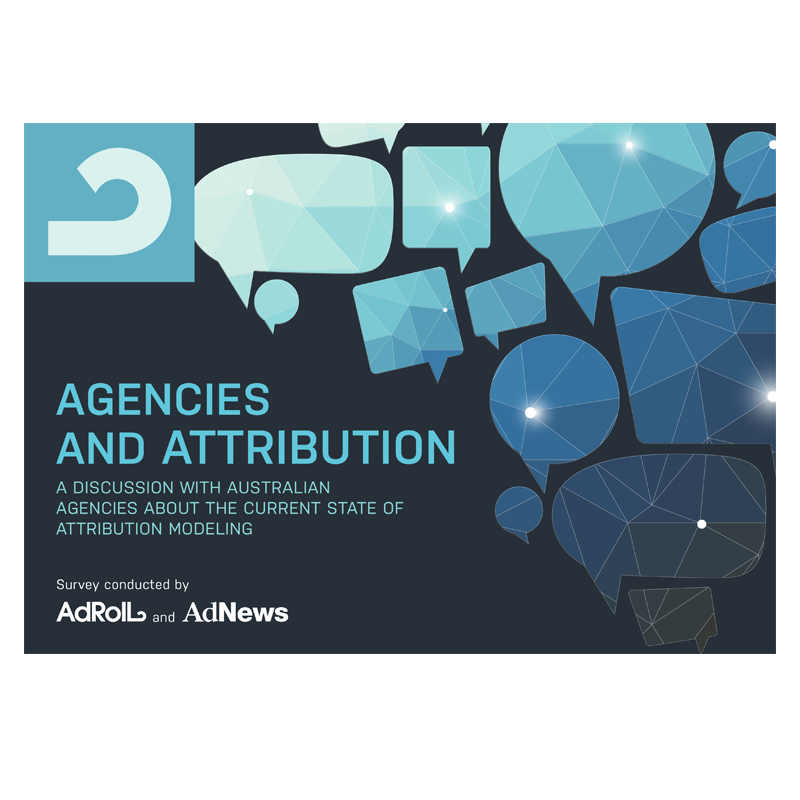 AGENCIES
AND ATTRIBUTION
A DISCUSSION WITH AUSTRALIAN
AGENCIES ABOUT THE CURRENT STATE OF
ATTRIBUTION MODELING
Survey conducted by
AdRoll and AdNews